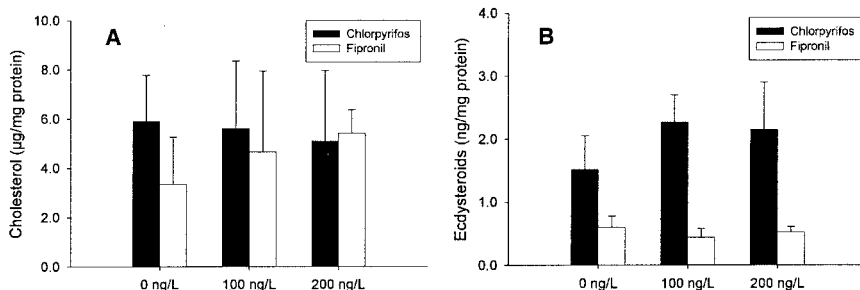 A
Chlorpyrifos
Fipronil
Cholesterol (µg/mg protein)
10.0
8.0
6.0
4.0
2.0
0.0
0 ng/L
100 ng/L
200 ng/L
B
Chlorpyrifos
Fipronil
Ecdysteroids (ng/mg protein)
4.0
3.0
2.0
1.0
0.0
0 ng/L
100 ng/L
200 ng/L